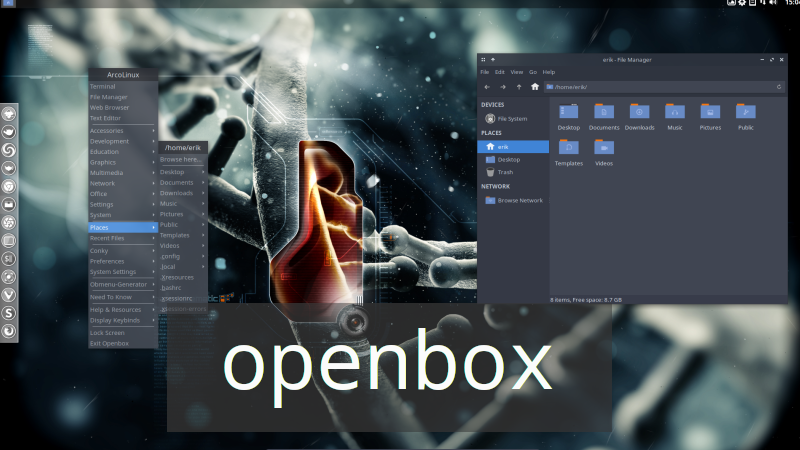 15:04
ArcoLinux
Terminal
File Manager
Web Browser
Text Editor
Accessories
Development
Education
Graphics
Multimedia
Network
Office
Settings
System
Places
Recent Files
Conky
Preferences
System Settings
Obmenu-Generator
Need To Know
Help & Resources
Display Keybinds
Lock Screen
Exit Openbox
/home/erik
Browse here...
Desktop
Documents
Downloads
Music
Pictures
Public
Templates
Videos
.config
.local
.Xresources
.bashrc
.xsessionrc
.xsession-errors
erik - File Manager
File Edit View Go Help
/home/erik/
DEVICES
File System
PLACES
erik
Desktop
Trash
NETWORK
Browse Network
Desktop Documents Downloads Music Pictures Public
Templates Videos
8 items, Free space: 8.7 GB
openbox